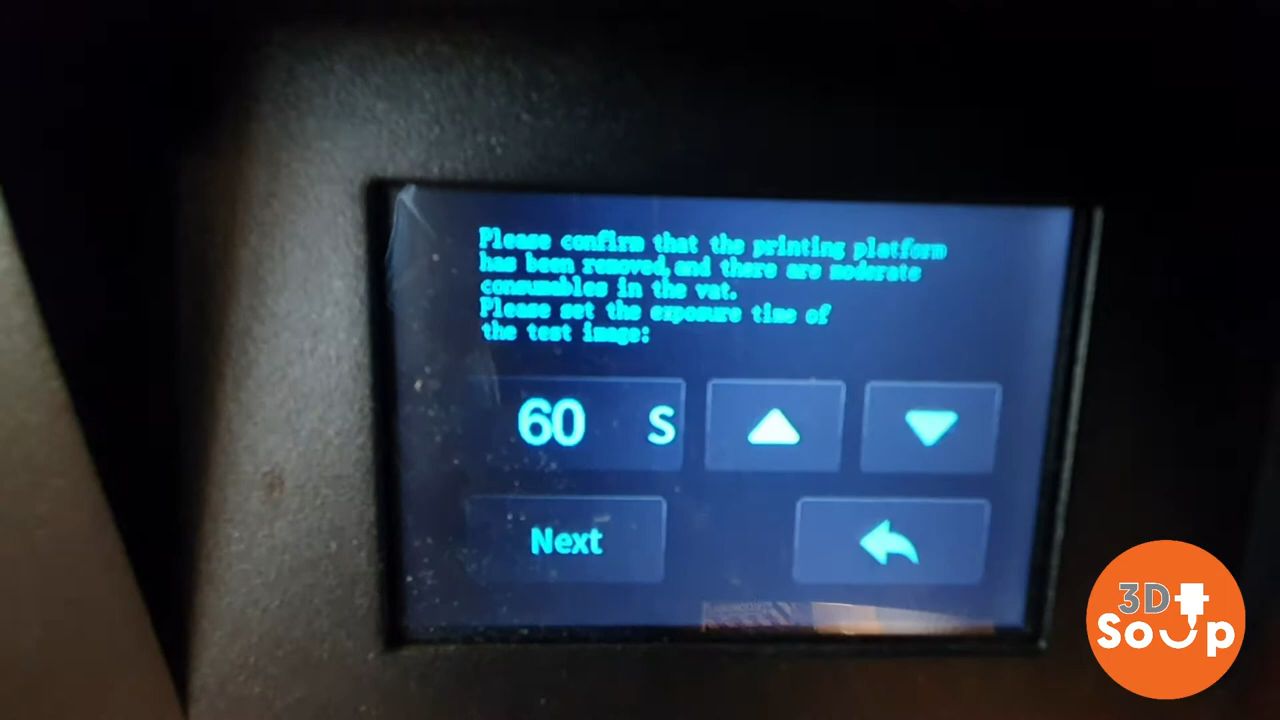 Please confirm that the printing platform
has been removed,and there are moderate
consumables in the vat.
Please set the exposure time of
the test image:
60 S
Next
3D
Soup